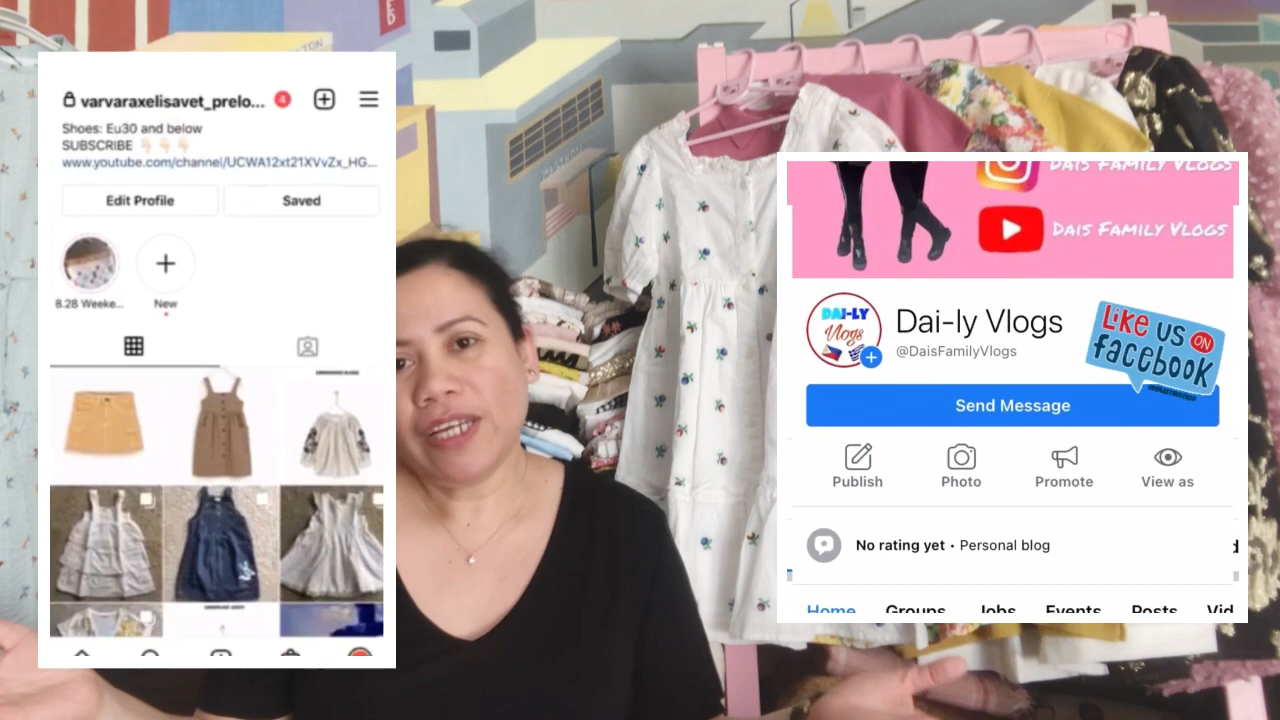 varvaraxelisavet_prelo...
4
Shoes: Eu30 and below
SUBSCRIBE 👇🏻👇🏻👇🏻
www.youtube.com/channel/UCWA12xt21XVvZx_HG...
Edit Profile
Saved
8.28 Weeke...
New
DAIS FAMILY VLOGS
DAIS FAMILY VLOGS
DAI-LY
Vlogs
Dai-ly Vlogs
@DaisFamilyVlogs
LIKE US ON
facebook
Send Message
Publish
Photo
Promote
View as
No rating yet • Personal blog
Home
Groups
Jobs
Events
Posts
Vid